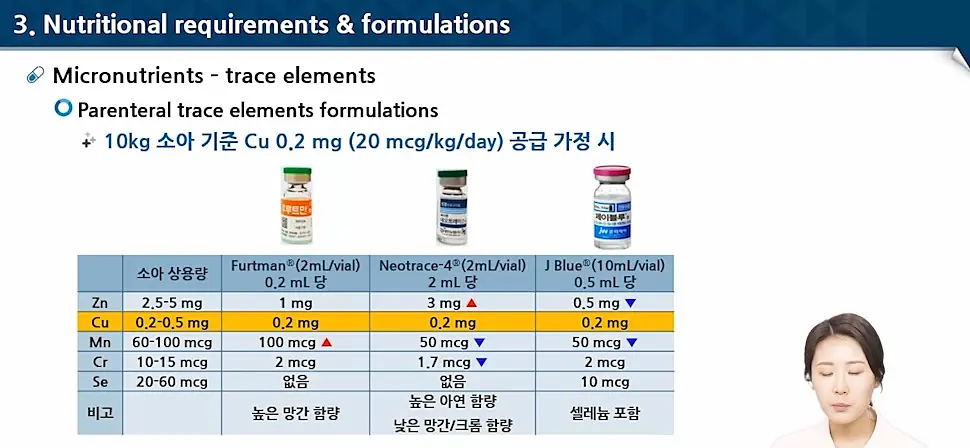 3. Nutritional requirements & formulations
Micronutrients - trace elements
Parenteral trace elements formulations
10kg 소아 기준 Cu 0.2 mg (20 mcg/kg/day) 공급 가정 시
제이블루
소아 상용량 Furtman®(2mL/vial) 0.2 mL 당 Neotrace-4®(2mL/vial) 2 mL 당 J Blue®(10mL/vial) 0.5 mL 당
Zn 2.5-5 mg 1 mg 3 mg ▲ 0.5 mg ▼
Cu 0.2-0.5 mg 0.2 mg 0.2 mg 0.2 mg
Mn 60-100 mcg 100 mcg ▲ 50 mcg ▼ 50 mcg ▼
Cr 10-15 mcg 2 mcg 1.7 mcg ▼ 2 mcg
Se 20-60 mcg 없음 없음 10 mcg
비고 높은 망간 함량 높은 아연 함량 낮은 망간/크롬 함량 셀레늄 포함